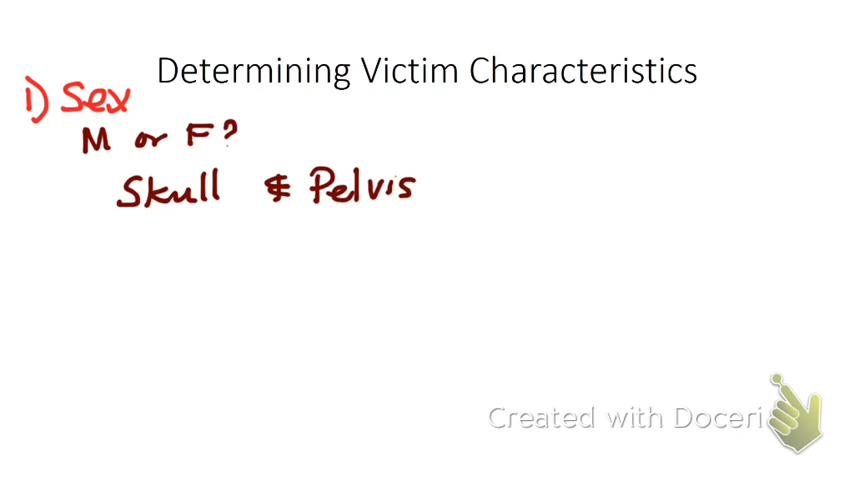 Determining Victim Characteristics
1) Sex
M or F?
Skull & Pelvis
Created with Doceri